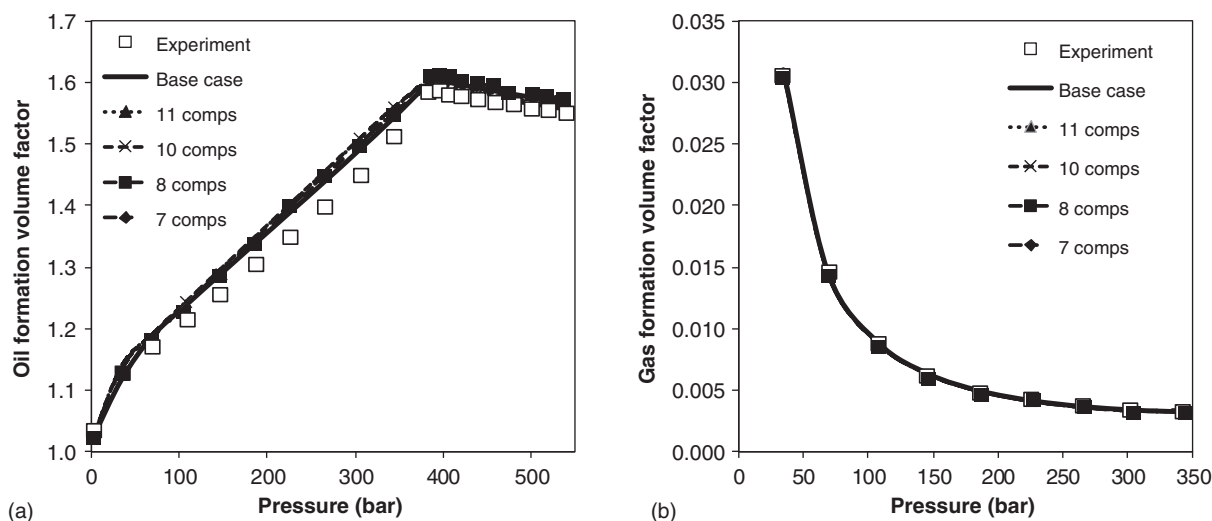 1.7
1.6
1.5
1.4
1.3
1.2
1.1
1.0
Oil formation volume factor
Experiment
Base case
11 comps
10 comps
8 comps
7 comps
0 100 200 300 400 500
Pressure (bar)
(a)
0.035
0.030
0.025
0.020
0.015
0.010
0.005
0.000
Gas formation volume factor
Experiment
Base case
11 comps
10 comps
8 comps
7 comps
0 50 100 150 200 250 300 350
Pressure (bar)
(b)